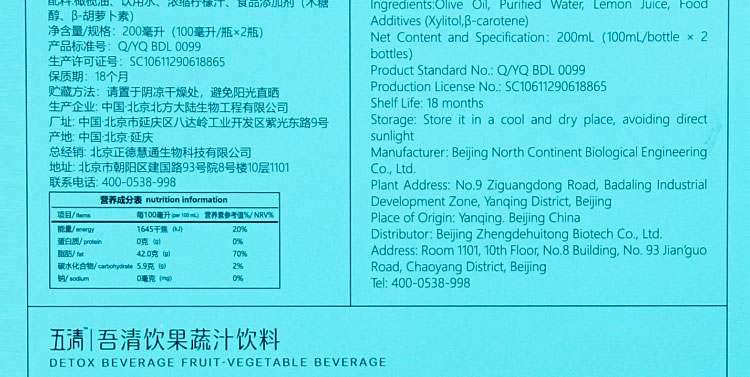 配料:橄榄油、饮用水、浓缩柠檬汁、食品添加剂（木糖
醇、β-胡萝卜素）
净含量/规格：200毫升（100毫升/瓶×2瓶）
产品标准号：Q/YQ BDL 0099
生产许可证号：SC10611290618865
保质期：18个月
贮藏方法：请置于阴凉干燥处，避免阳光直晒
生产企业: 中国·北京北方大陆生物工程有限公司
厂址: 中国·北京市延庆区八达岭工业开发区紫光东路9号
产地: 中国·北京·延庆
总经销: 北京正德慧通生物科技有限公司
地址: 北京市朝阳区建国路93号院8号楼10层1101
联系电话: 400-0538-998
营养成分表 nutrition information
项目/Items 每100毫升(per 100 mL) 营养素参考值%/ NRV%
能量/energy 1645千焦 (kJ) 20%
蛋白质/protein 0克 (g) 0%
脂肪/fat 42.0克 (g) 70%
碳水化合物/carbohydrate 5.9克 (g) 2%
钠/sodium 0毫克 (mg) 0%
Ingredients:Olive Oil, Purified Water, Lemon Juice, Food
Additives (Xylitol,β-carotene)
Net Content and Specification: 200mL (100mL/bottle × 2
bottles)
Product Standard No.: Q/YQ BDL 0099
Production License No.: SC10611290618865
Shelf Life: 18 months
Storage: Store it in a cool and dry place, avoiding direct
sunlight
Manufacturer: Beijing North Continent Biological Engineering
Co., Ltd.
Plant Address: No.9 Ziguangdong Road, Badaling Industrial
Development Zone, Yanqing District, Beijing
Place of Origin: Yanqing. Beijing China
Distributor: Beijing Zhengdehuitong Biotech Co., Ltd.
Address: Room 1101, 10th Floor, No.8 Building, No. 93 Jian'guo
Road, Chaoyang District, Beijing
Tel: 400-0538-998
五清|吾清饮果蔬汁饮料
DETOX BEVERAGE FRUIT-VEGETABLE BEVERAGE